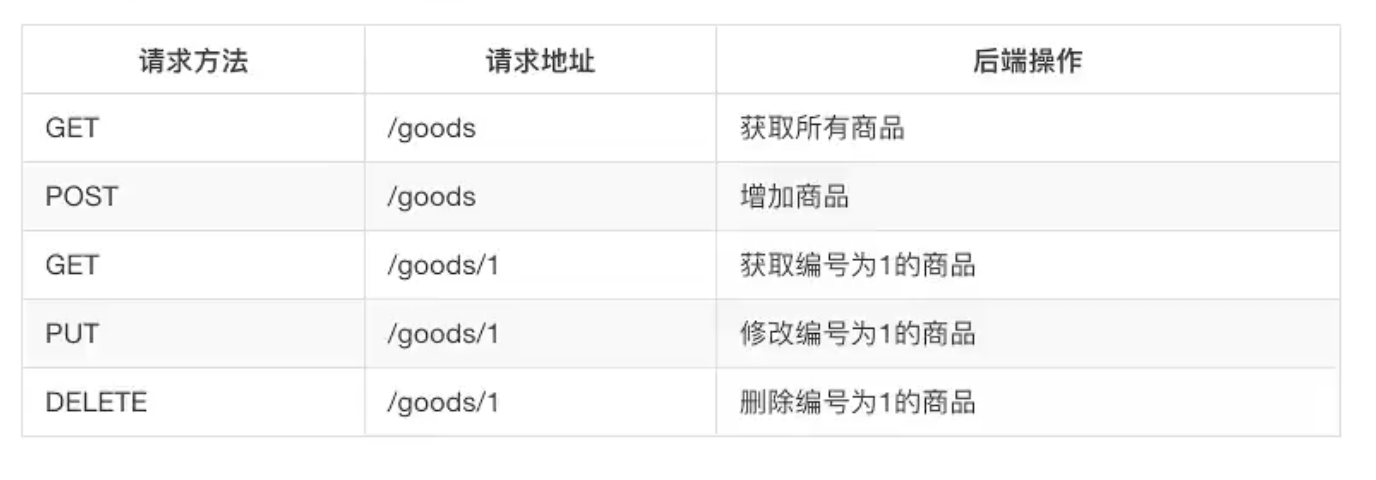 请求方法 请求地址 后端操作
GET /goods 获取所有商品
POST /goods 增加商品
GET /goods/1 获取编号为1的商品
PUT /goods/1 修改编号为1的商品
DELETE /goods/1 删除编号为1的商品